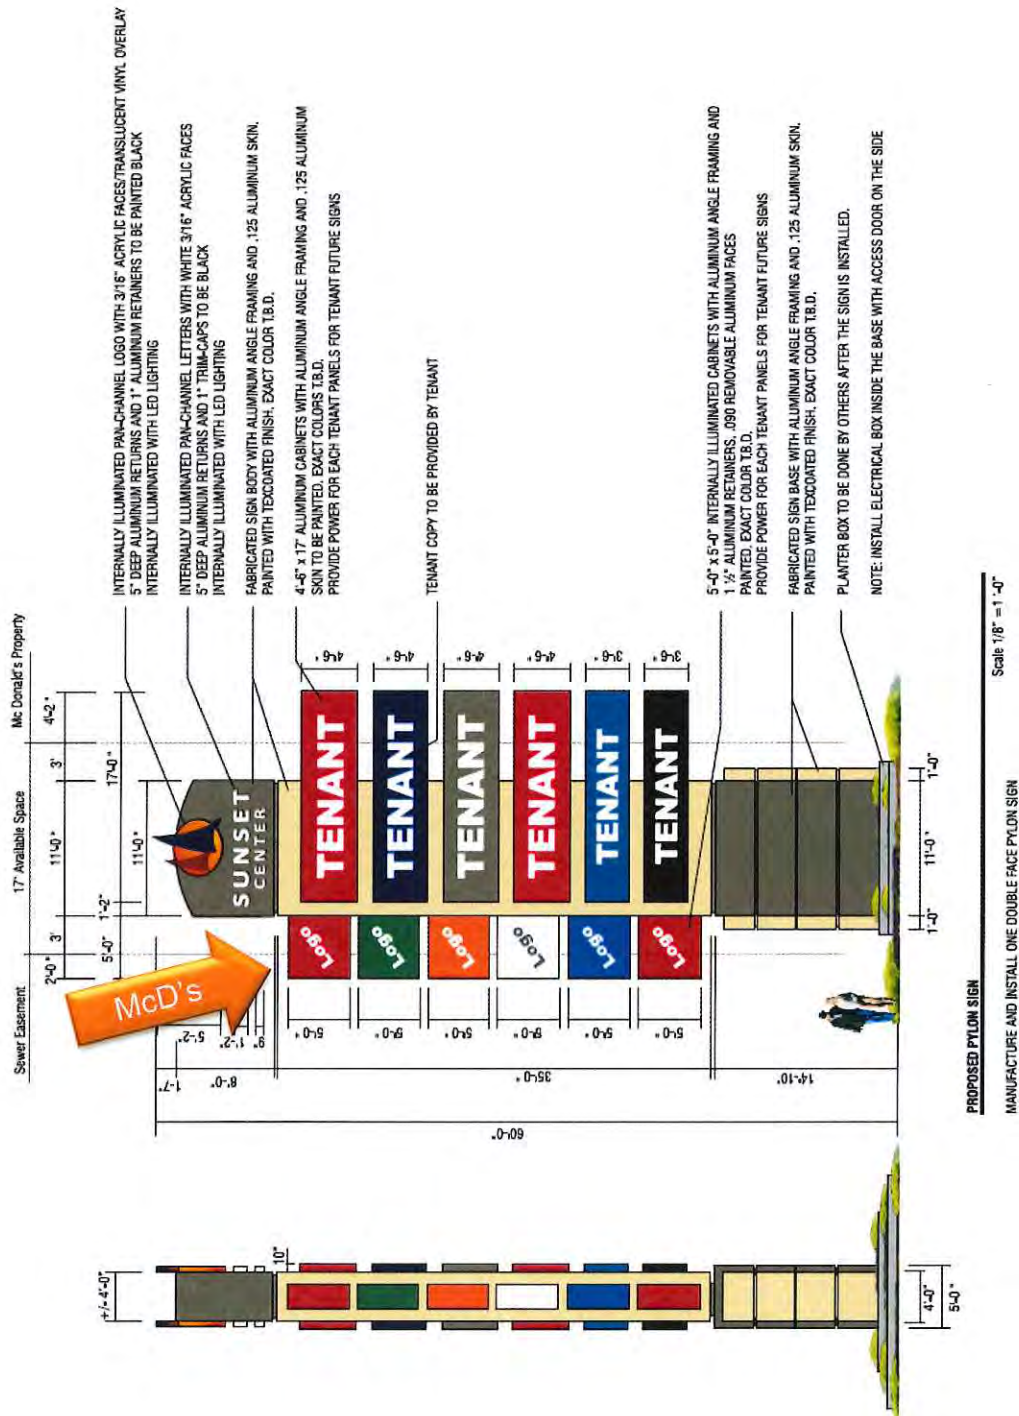 Sewer Easement
17' Available Space
Mc Donald's Property
2'-0"
3'
11'-0"
3'
4'-2"
5'-0"
1'-2"
11'-0"
17'-0"
McD's
SUNSET
CENTER
INTERNALLY ILLUMINATED PAN-CHANNEL LOGO WITH 3/16" ACRYLIC FACES/TRANSLUCENT VINYL OVERLAY
5" DEEP ALUMINUM RETURNS AND 1" ALUMINUM RETAINERS TO BE PAINTED BLACK
INTERNALLY ILLUMINATED WITH LED LIGHTING
INTERNALLY ILLUMINATED PAN-CHANNEL LETTERS WITH WHITE 3/16" ACRYLIC FACES
5" DEEP ALUMINUM RETURNS AND 1" TRIM-CAPS TO BE BLACK
INTERNALLY ILLUMINATED WITH LED LIGHTING
FABRICATED SIGN BODY WITH ALUMINUM ANGLE FRAMING AND .125 ALUMINUM SKIN.
PAINTED WITH TEXCOATED FINISH, EXACT COLOR T.B.D.
4'-6" x 17' ALUMINUM CABINETS WITH ALUMINUM ANGLE FRAMING AND .125 ALUMINUM
SKIN TO BE PAINTED, EXACT COLORS T.B.D.
PROVIDE POWER FOR EACH TENANT PANELS FOR TENANT FUTURE SIGNS
TENANT COPY TO BE PROVIDED BY TENANT
5'-0" x 5'-0" INTERNALLY ILLUMINATED CABINETS WITH ALUMINUM ANGLE FRAMING AND
1 ½" ALUMINUM RETAINERS, .090 REMOVABLE ALUMINUM FACES
PAINTED, EXACT COLOR T.B.D.
PROVIDE POWER FOR EACH TENANT PANELS FOR TENANT FUTURE SIGNS
FABRICATED SIGN BASE WITH ALUMINUM ANGLE FRAMING AND .125 ALUMINUM SKIN.
PAINTED WITH TEXCOATED FINISH, EXACT COLOR T.B.D.
PLANTER BOX TO BE DONE BY OTHERS AFTER THE SIGN IS INSTALLED.
NOTE: INSTALL ELECTRICAL BOX INSIDE THE BASE WITH ACCESS DOOR ON THE SIDE
Logo
TENANT
Logo
TENANT
Logo
TENANT
Logo
TENANT
Logo
TENANT
Logo
TENANT
4'-6"
4'-6"
4'-6"
4'-6"
3'-6"
3'-6"
5'-0"
5'-0"
5'-0"
5'-0"
5'-0"
5'-0"
5'-2"
1'-2"
9"
1'-7"
8'-0"
35'-0"
14'-10"
60'-0"
1'-0"
11'-0"
1'-0"
+/- 4'-0"
10"
4'-0"
5'-0"
PROPOSED PYLON SIGN
Scale 1/8" = 1'-0"
MANUFACTURE AND INSTALL ONE DOUBLE FACE PYLON SIGN